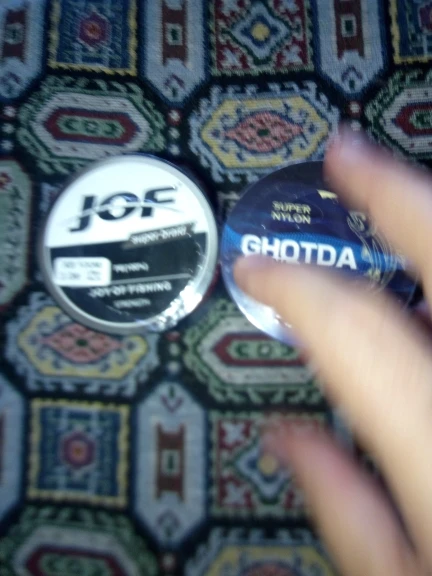 JOF
super braid
JOY OF FISHING
STRENGTH
SUPER
NYLON
GHOTDA